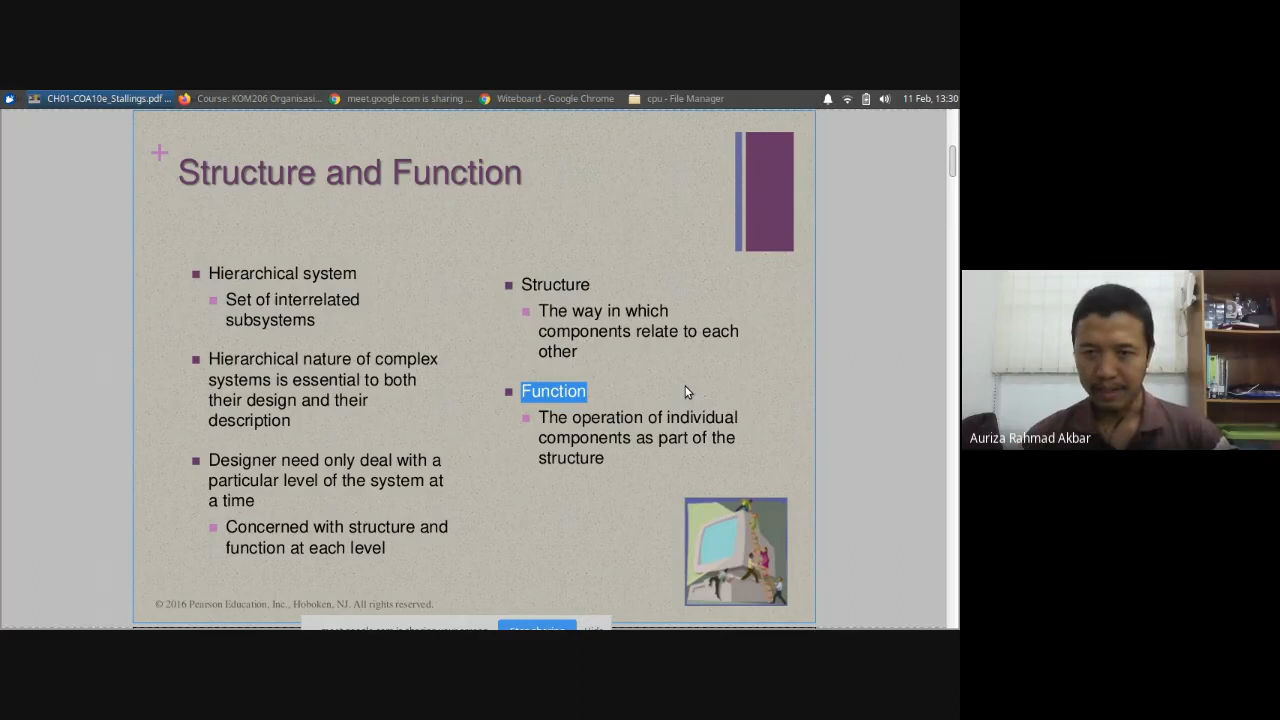 CH01-COA10e_Stallings.pdf ...
Course: KOM206 Organisasi...
meet.google.com is sharing ...
Witeboard - Google Chrome
cpu - File Manager
11 Feb, 13:30
+
Structure and Function
Hierarchical system
Set of interrelated
subsystems
Hierarchical nature of complex
systems is essential to both
their design and their
description
Designer need only deal with a
particular level of the system at
a time
Concerned with structure and
function at each level
Structure
The way in which
components relate to each
other
Function
The operation of individual
components as part of the
structure
© 2016 Pearson Education, Inc., Hoboken, NJ. All rights reserved.
Auriza Rahmad Akbar